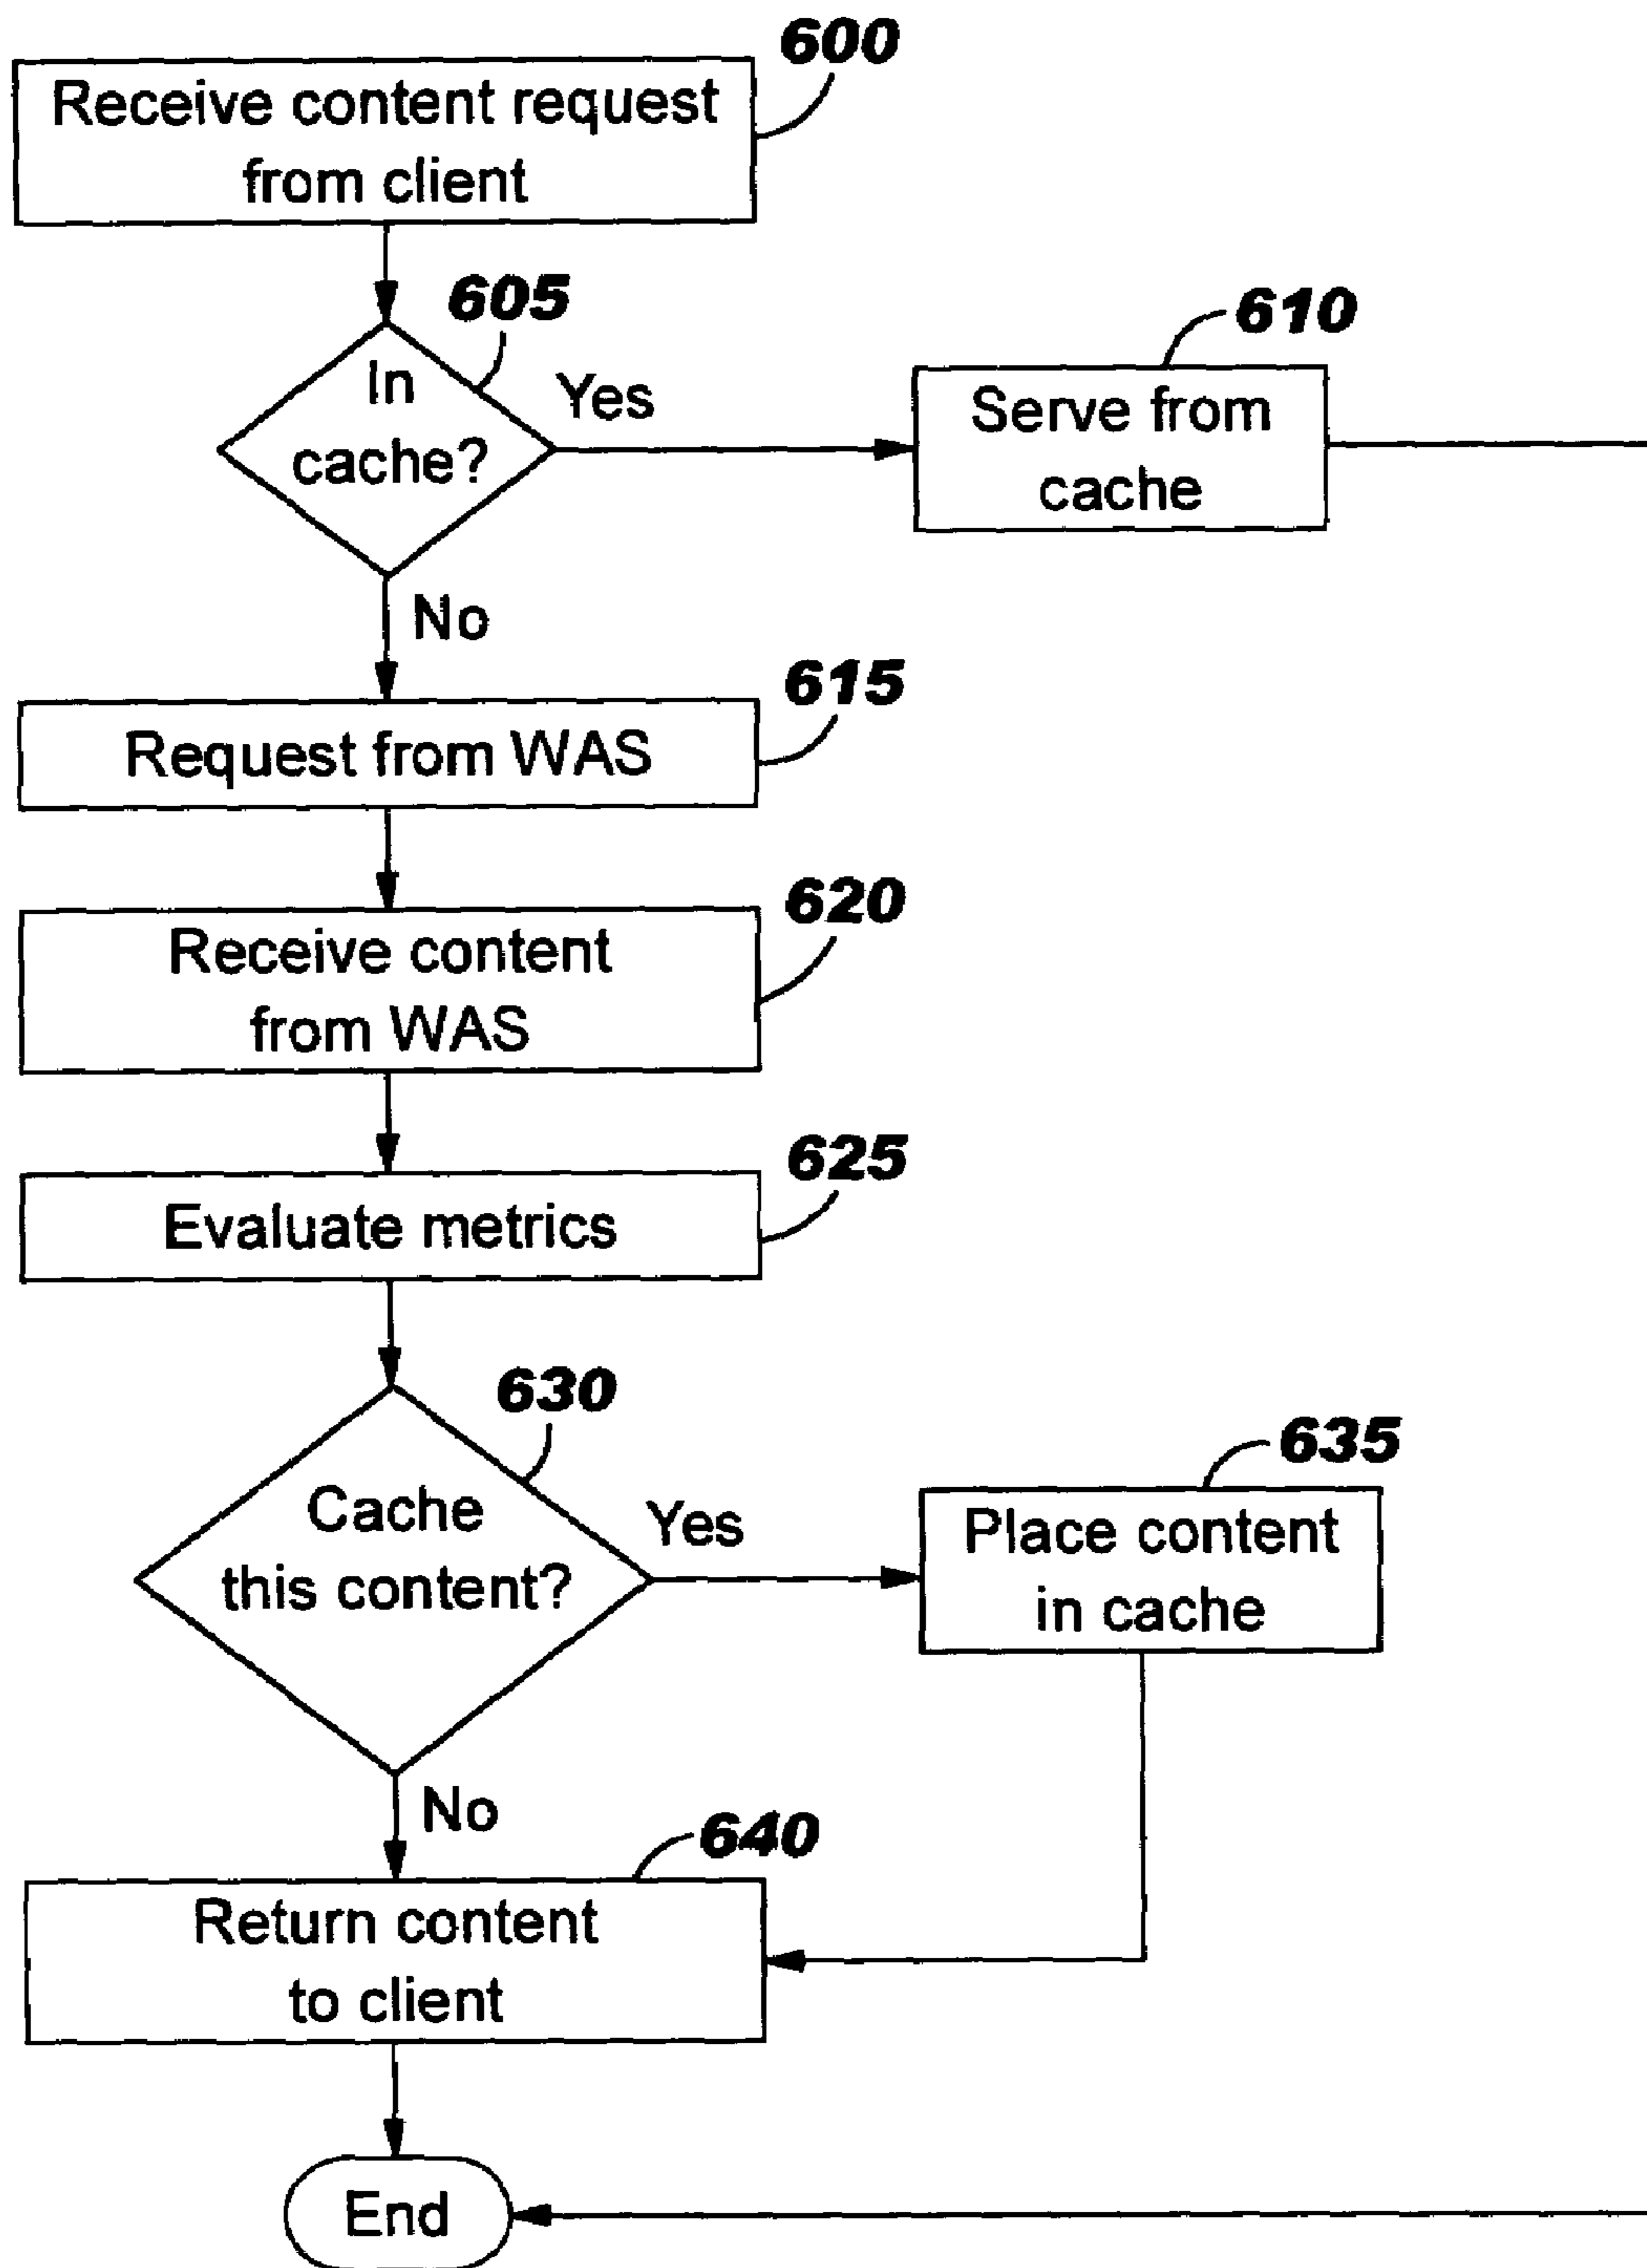 600
Receive content request
from client
605
In
cache?
Yes
610
Serve from
cache
No
615
Request from WAS
620
Receive content
from WAS
625
Evaluate metrics
630
Cache
this content?
Yes
635
Place content
in cache
No
640
Return content
to client
End